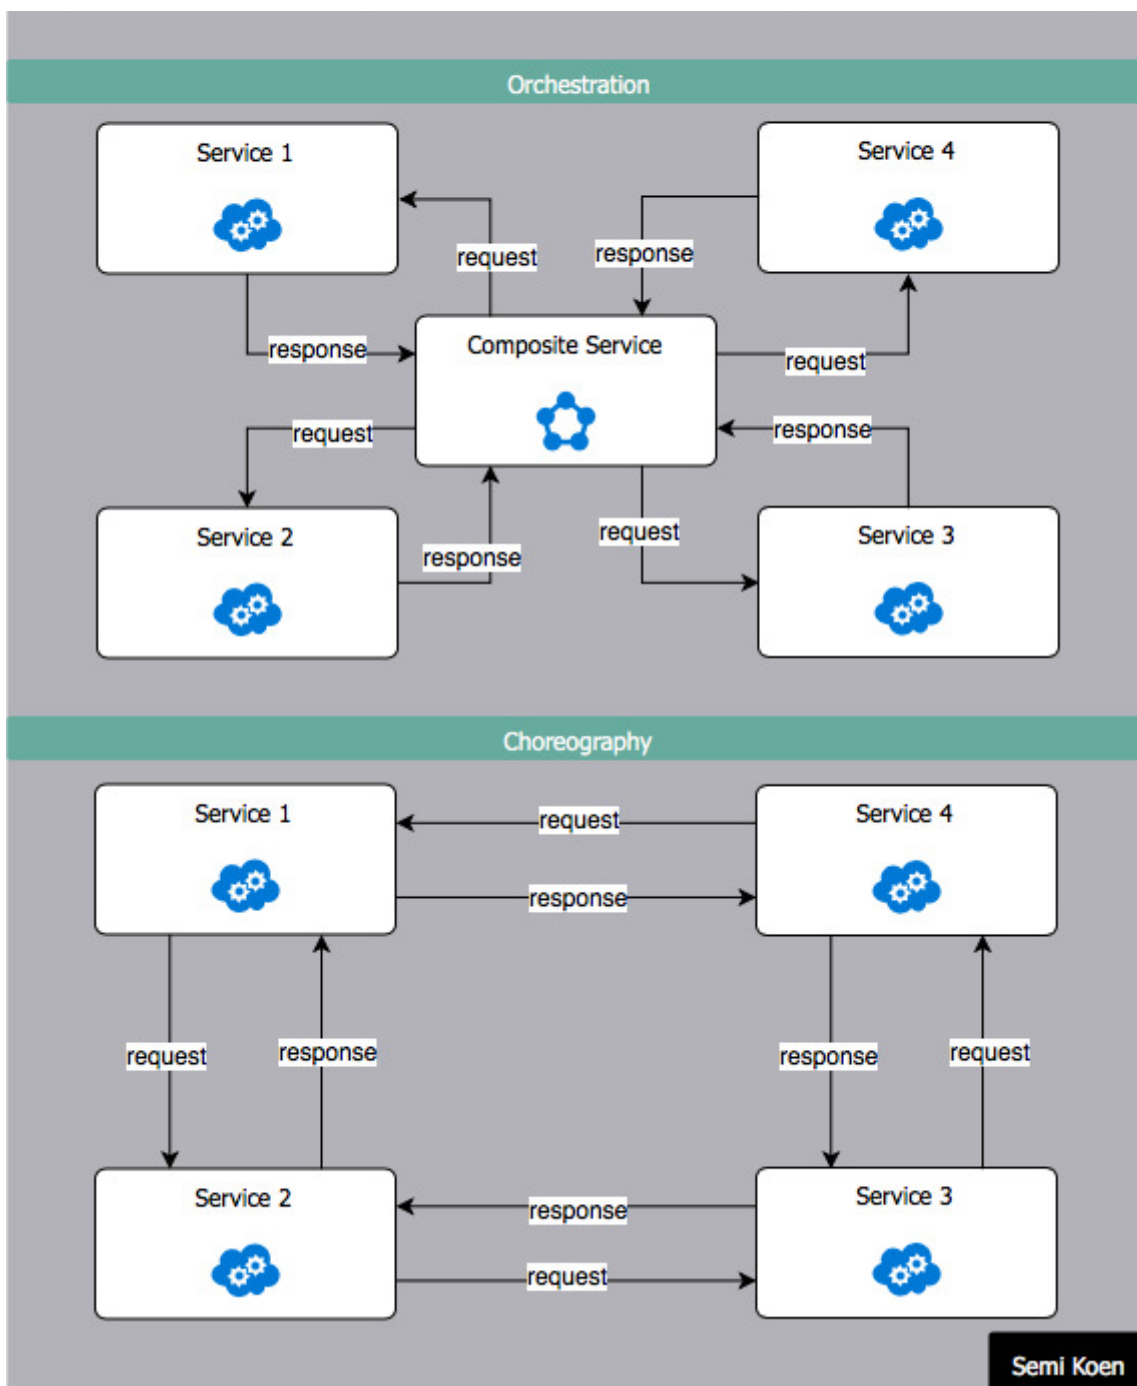 Orchestration
Service 1
Service 4
request
response
Composite Service
response
request
request
response
Service 2
response
request
Service 3
Choreography
Service 1
Service 4
request
response
request
response
response
request
Service 2
Service 3
response
request
Semi Koen